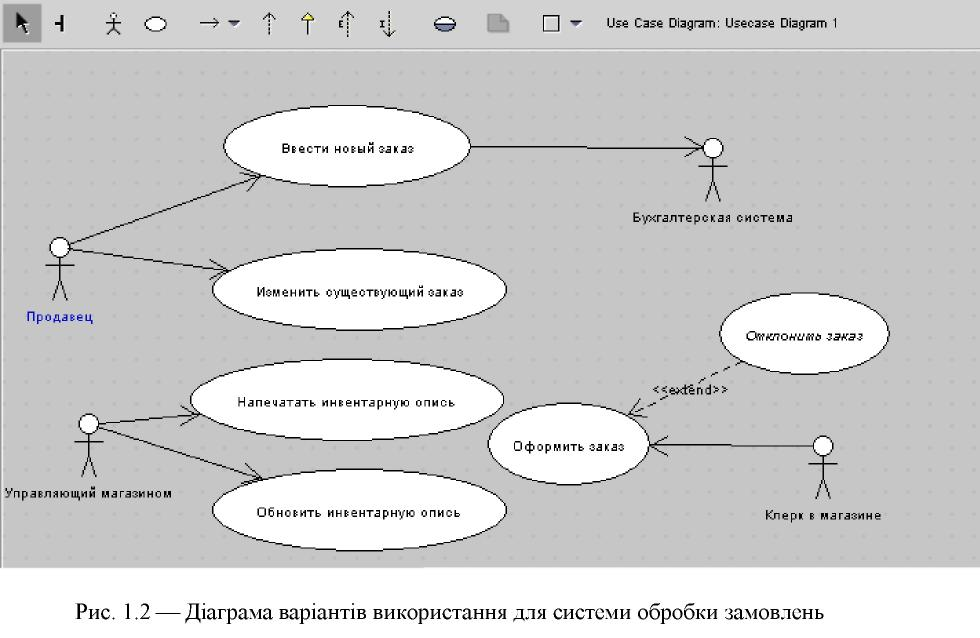 Use Case Diagram: Usecase Diagram 1
Ввести новый заказ
Бухгалтерская система
Изменить существующий заказ
Продавец
Отклонить заказ
<<extend>>
Напечатать инвентарную опись
Оформить заказ
Управляющий магазином
Обновить инвентарную опись
Клерк в магазине
Рис. 1.2 — Діаграма варіантів використання для системи обробки замовлень